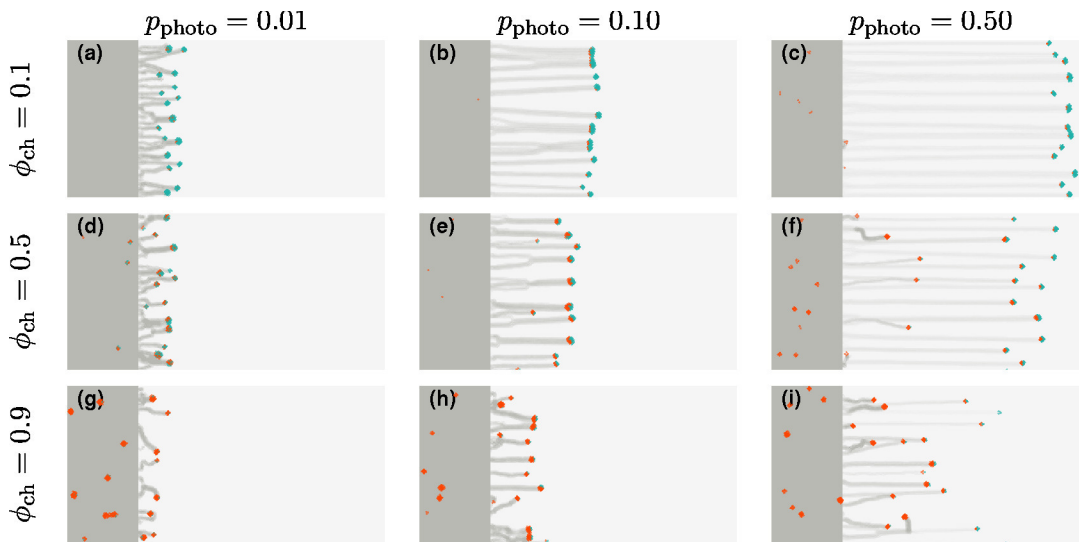 p_photo = 0.01 p_photo = 0.10 p_photo = 0.50
ϕ_ch = 0.1
(a) (b) (c)
ϕ_ch = 0.5
(d) (e) (f)
ϕ_ch = 0.9
(g) (h) (i)